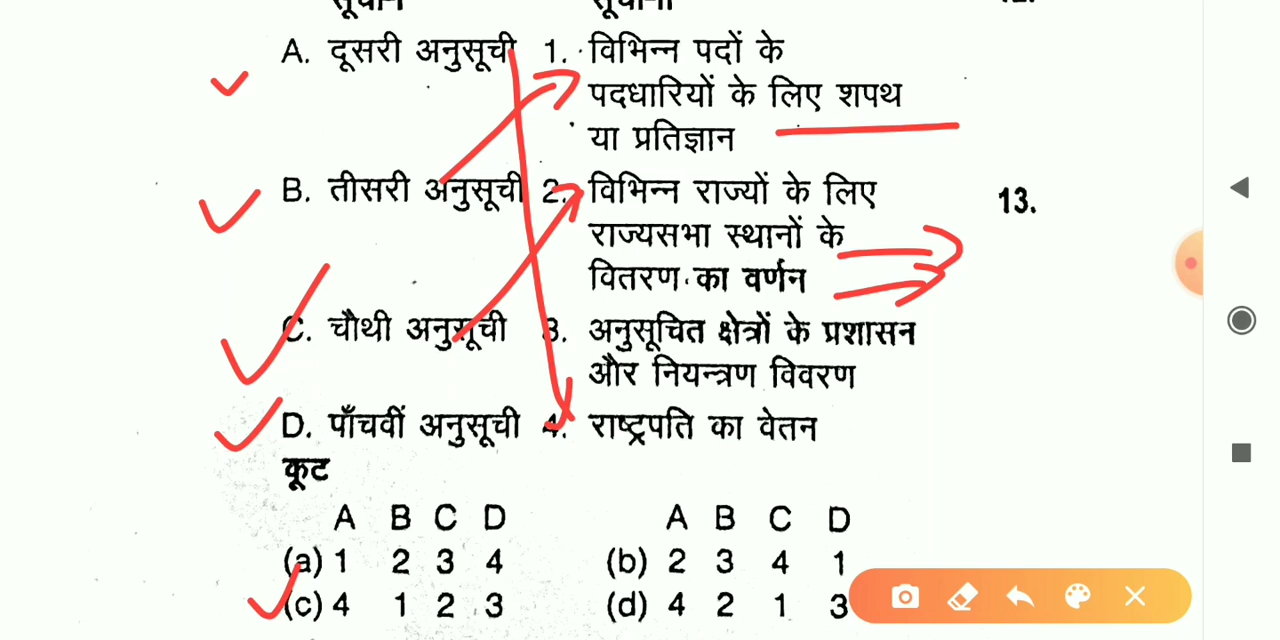 A. दूसरी अनुसूची 1. विभिन्न पदों के
पदधारियों के लिए शपथ
या प्रतिज्ञान
B. तीसरी अनुसूची 2. विभिन्न राज्यों के लिए
राज्यसभा स्थानों के
वितरण का वर्णन
C. चौथी अनुसूची 3. अनुसूचित क्षेत्रों के प्रशासन
और नियन्त्रण विवरण
D. पाँचवीं अनुसूची 4. राष्ट्रपति का वेतन
कूट
A B C D
(a) 1 2 3 4
(c) 4 1 2 3
A B C D
(b) 2 3 4 1
(d) 4 2 1 3
13.